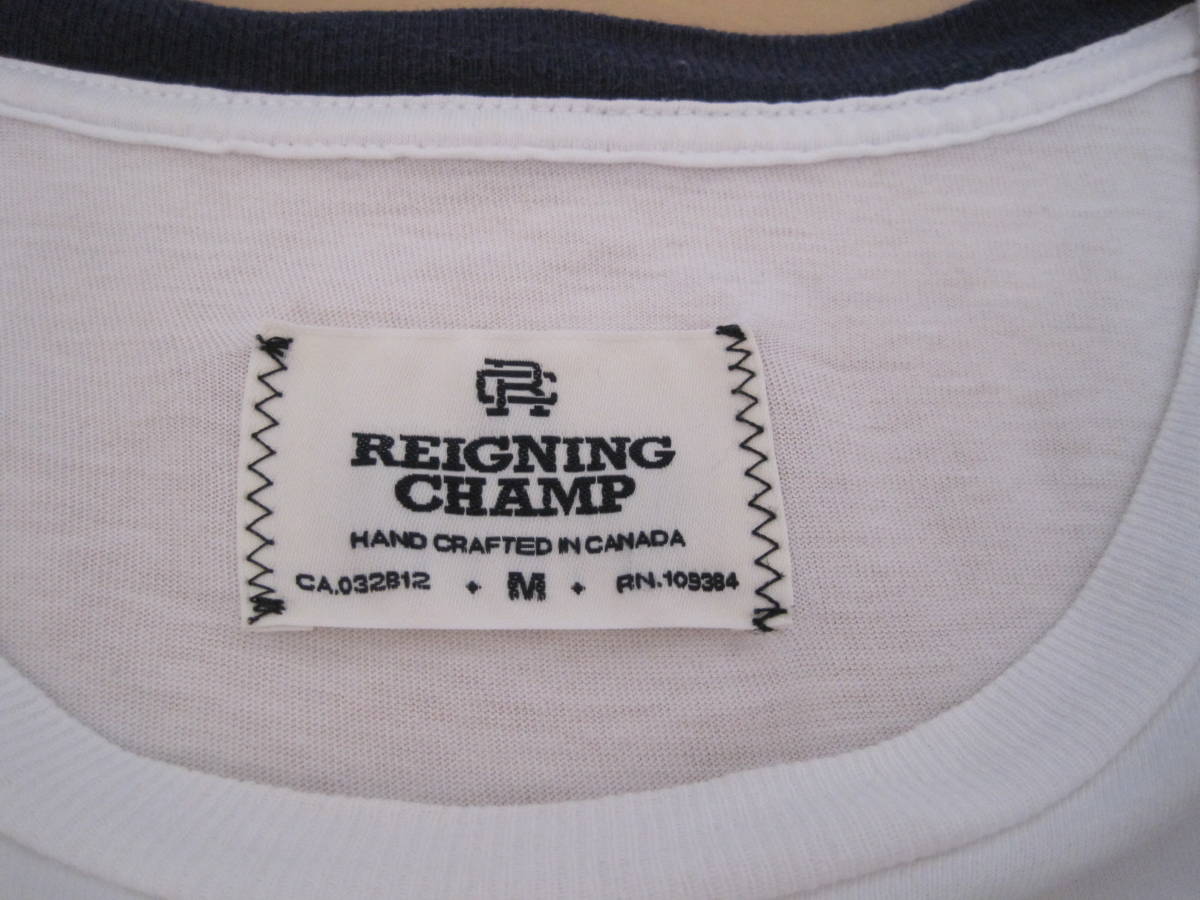 RC
REIGNING
CHAMP
HAND CRAFTED IN CANADA
CA.032812 • M • RN.109384